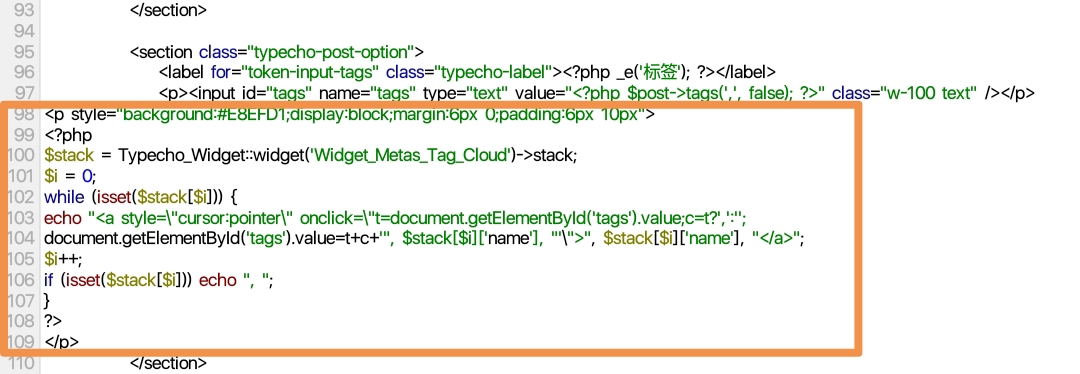 93 </section>
94
95 <section class="typecho-post-option">
96 <label for="token-input-tags" class="typecho-label"><?php _e('标签'); ?></label>
97 <p><input id="tags" name="tags" type="text" value="<?php $post->tags(',', false); ?>" class="w-100 text" /></p>
98 <p style="background:#E8EFD1;display:block;margin:6px 0;padding:6px 10px">
99 <?php
100 $stack = Typecho_Widget::widget('Widget_Metas_Tag_Cloud')->stack;
101 $i = 0;
102 while (isset($stack[$i])) {
103 echo "<a style=\"cursor:pointer\" onclick=\"t=document.getElementById('tags').value;c=t?',':'';
104 document.getElementById('tags').value=t+c+'", $stack[$i]['name'], "'\">", $stack[$i]['name'], "</a>";
105 $i++;
106 if (isset($stack[$i])) echo ", ";
107 }
108 ?>
109 </p>
110 </section>